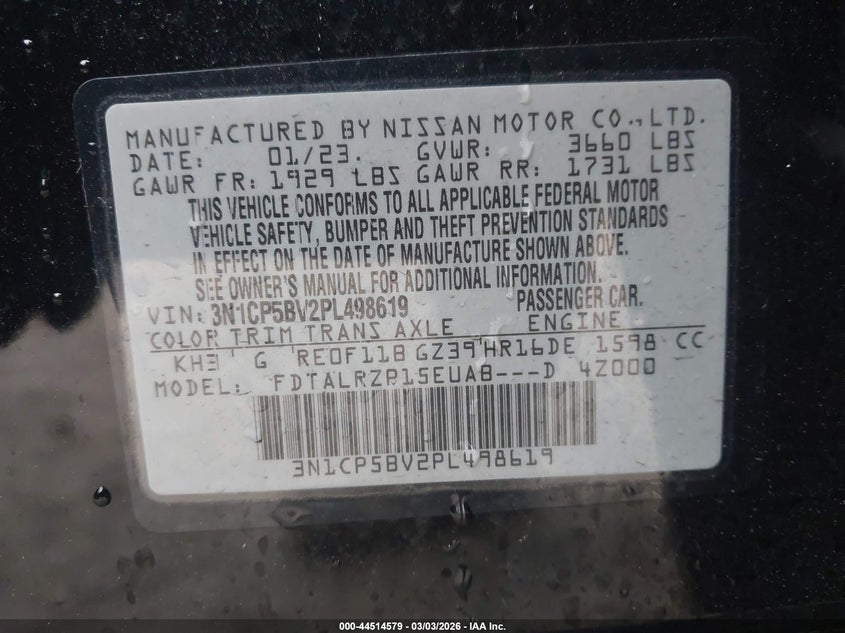 MANUFACTURED BY NISSAN MOTOR CO.,LTD.
DATE: 01/23. GVWR: 3660 LBS
GAWR FR: 1929 LBS GAWR RR: 1731 LBS
THIS VEHICLE CONFORMS TO ALL APPLICABLE FEDERAL MOTOR
VEHICLE SAFETY, BUMPER AND THEFT PREVENTION STANDARDS
IN EFFECT ON THE DATE OF MANUFACTURE SHOWN ABOVE.
SEE OWNER'S MANUAL FOR ADDITIONAL INFORMATION.
VIN: 3N1CP5BV2PL498619 PASSENGER CAR.
COLOR TRIM TRANS AXLE ENGINE
KH3 G RE0F11B GZ39 HR16DE 1598 CC
MODEL: FDTALRZP15EUAB---D 4Z000
3N1CP5BV2PL498619
000-44514579 — 03/03/2026 — IAA Inc.